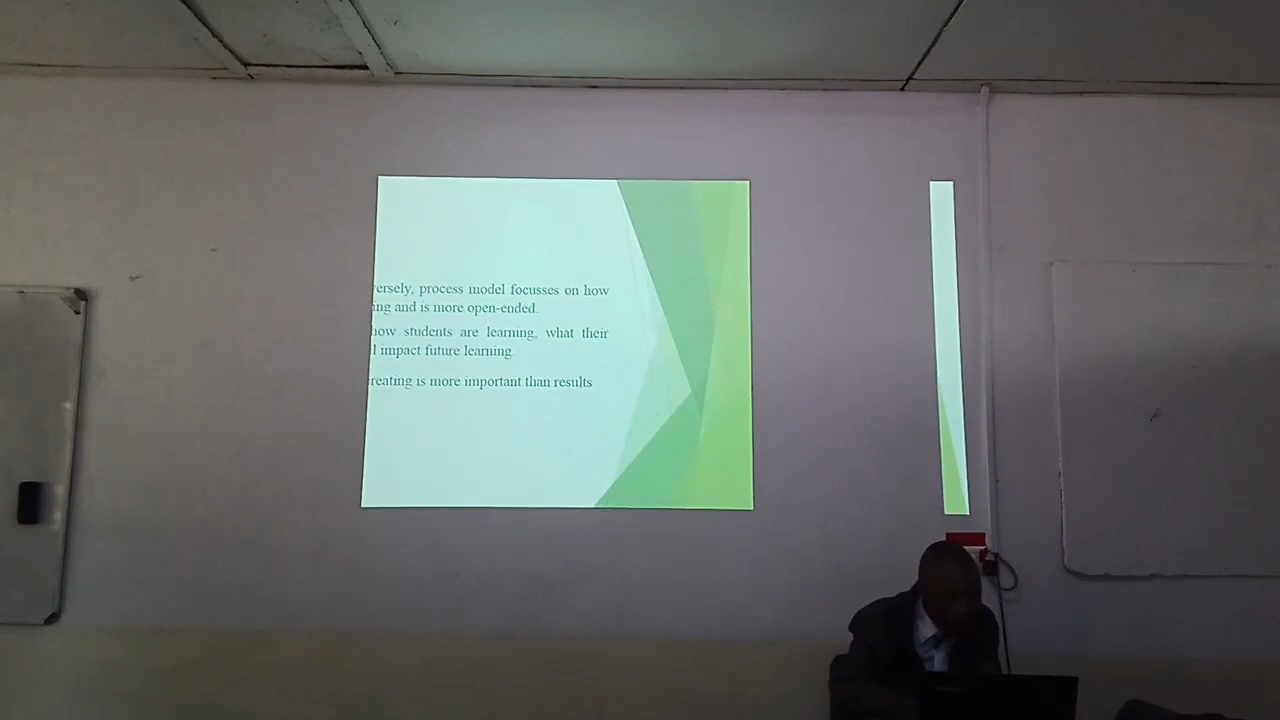 ersely, process model focusses on how
ing and is more open-ended.
how students are learning, what their
l impact future learning.
reating is more important than results